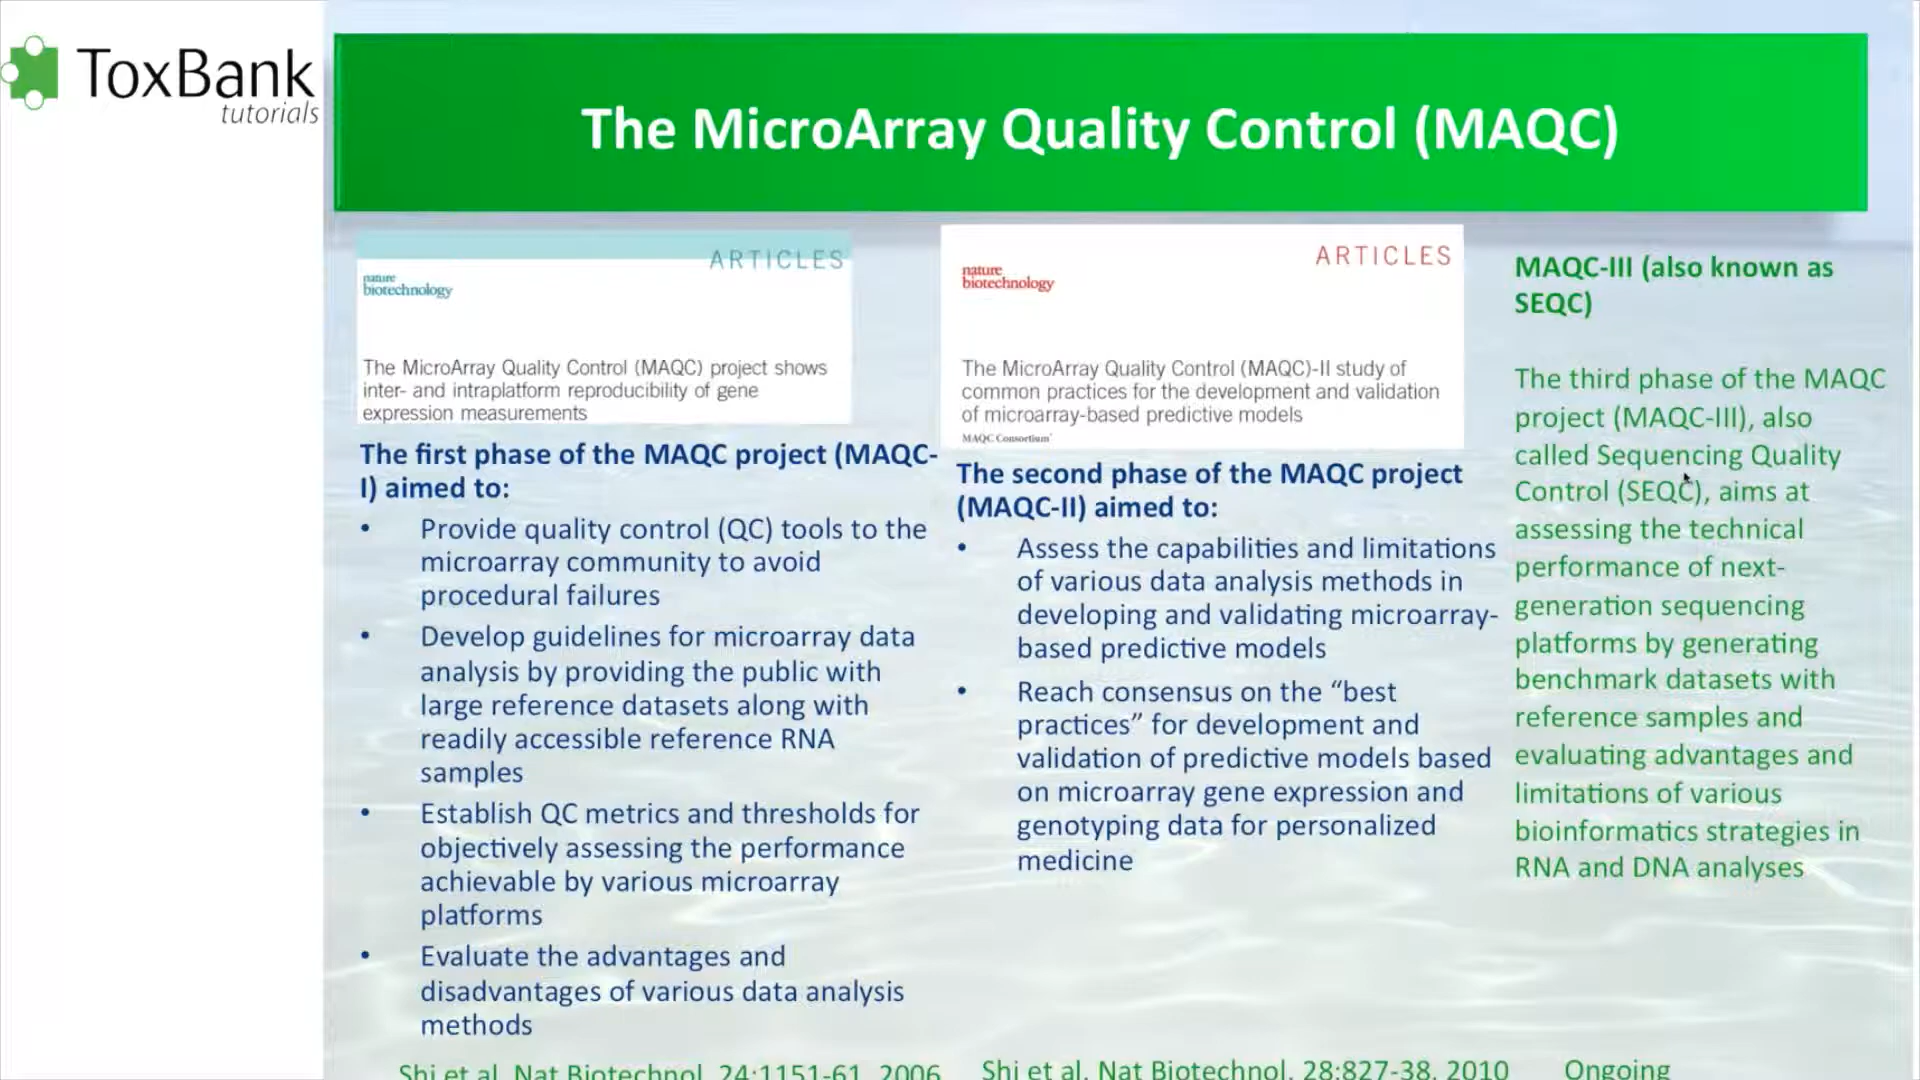 ToxBank
tutorials
The MicroArray Quality Control (MAQC)
ARTICLES
nature
biotechnology
The MicroArray Quality Control (MAQC) project shows
inter- and intraplatform reproducibility of gene
expression measurements
The first phase of the MAQC project (MAQC-
I) aimed to:
• Provide quality control (QC) tools to the
microarray community to avoid
procedural failures
• Develop guidelines for microarray data
analysis by providing the public with
large reference datasets along with
readily accessible reference RNA
samples
• Establish QC metrics and thresholds for
objectively assessing the performance
achievable by various microarray
platforms
• Evaluate the advantages and
disadvantages of various data analysis
methods
Shi et al. Nat Biotechnol. 24:1151-61, 2006
ARTICLES
nature
biotechnology
The MicroArray Quality Control (MAQC)-II study of
common practices for the development and validation
of microarray-based predictive models
MAQC Consortium*
The second phase of the MAQC project
(MAQC-II) aimed to:
• Assess the capabilities and limitations
of various data analysis methods in
developing and validating microarray-
based predictive models
• Reach consensus on the “best
practices” for development and
validation of predictive models based
on microarray gene expression and
genotyping data for personalized
medicine
Shi et al. Nat Biotechnol. 28:827-38, 2010
MAQC-III (also known as
SEQC)
The third phase of the MAQC
project (MAQC-III), also
called Sequencing Quality
Control (SEQC), aims at
assessing the technical
performance of next-
generation sequencing
platforms by generating
benchmark datasets with
reference samples and
evaluating advantages and
limitations of various
bioinformatics strategies in
RNA and DNA analyses
Ongoing